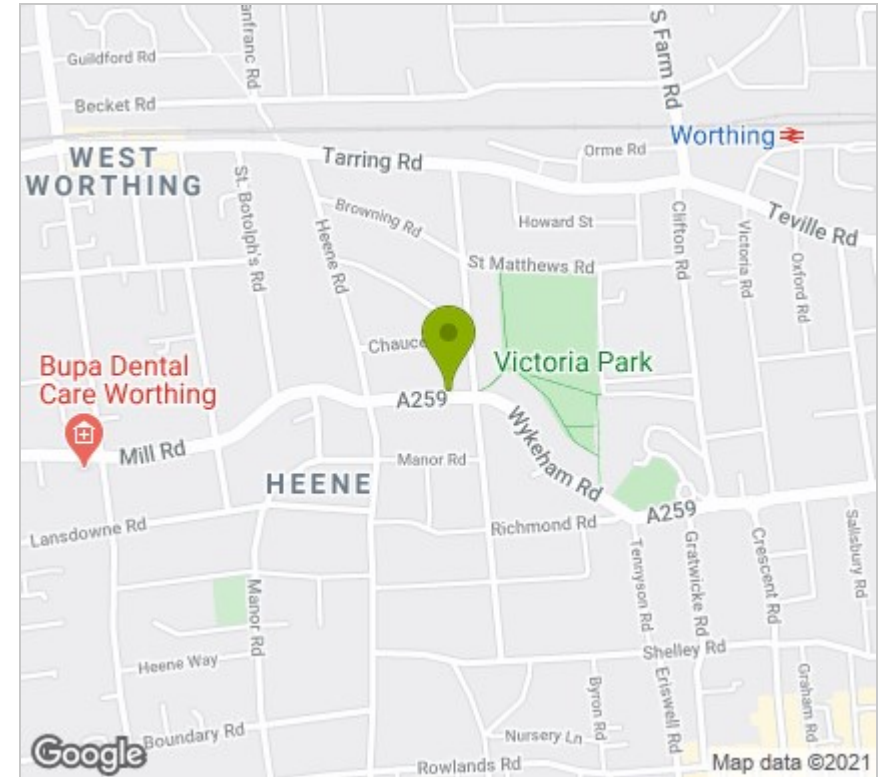 anfranc Rd
S Farm Rd
Guildford Rd
Becket Rd
Worthing
Orme Rd
WEST
WORTHING
Tarring Rd
St. Botolph's Rd
Heene Rd
Browning Rd
Howard St
Clifton Rd
Victoria Rd
Teville Rd
Oxford Rd
St Matthews Rd
Chauce
Victoria Park
Bupa Dental
Care Worthing
A259
Wykeham Rd
Mill Rd
Manor Rd
HEENE
A259
Lansdowne Rd
Richmond Rd
Tennyson Rd
Gratwicke Rd
Crescent Rd
Salisbury Rd
Manor Rd
Heene Way
Shelley Rd
Byron Rd
Eriswell Rd
Graham Rd
Boundary Rd
Nursery Ln
Rowlands Rd
Google
Map data ©2021